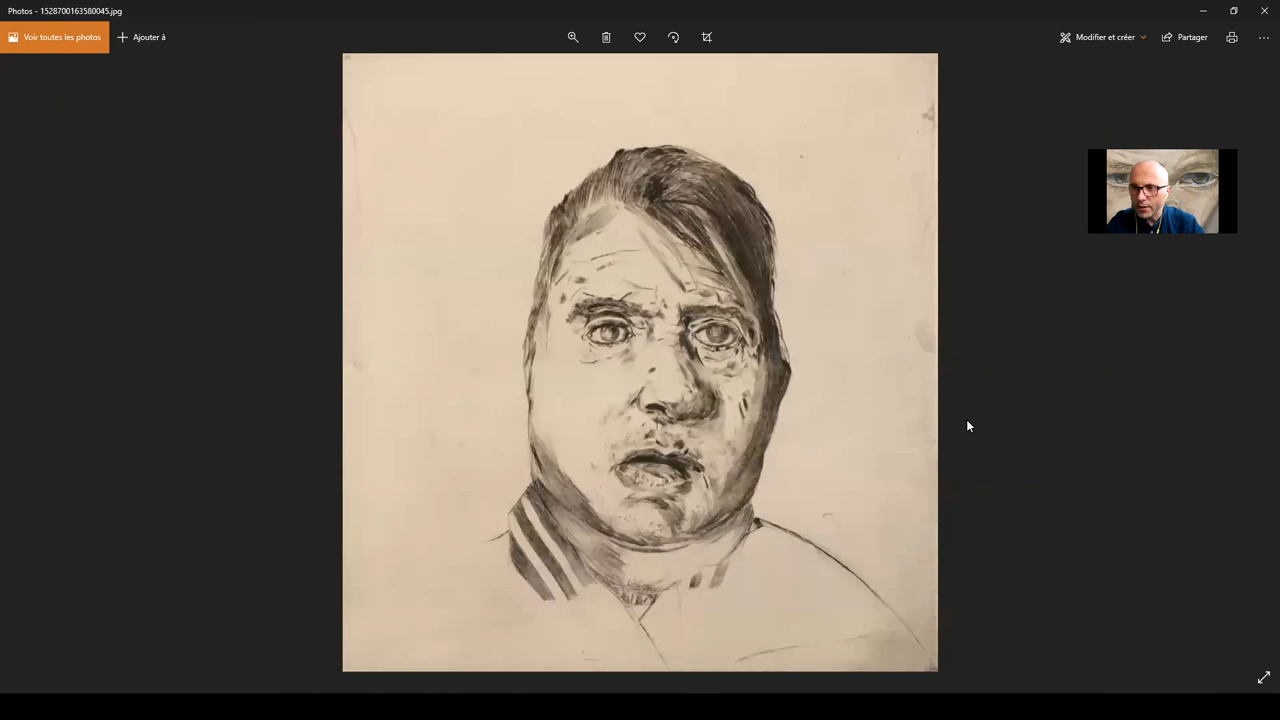 Photos - 1528700163580045.jpg
Voir toutes les photos
Ajouter à
Modifier et créer
Partager